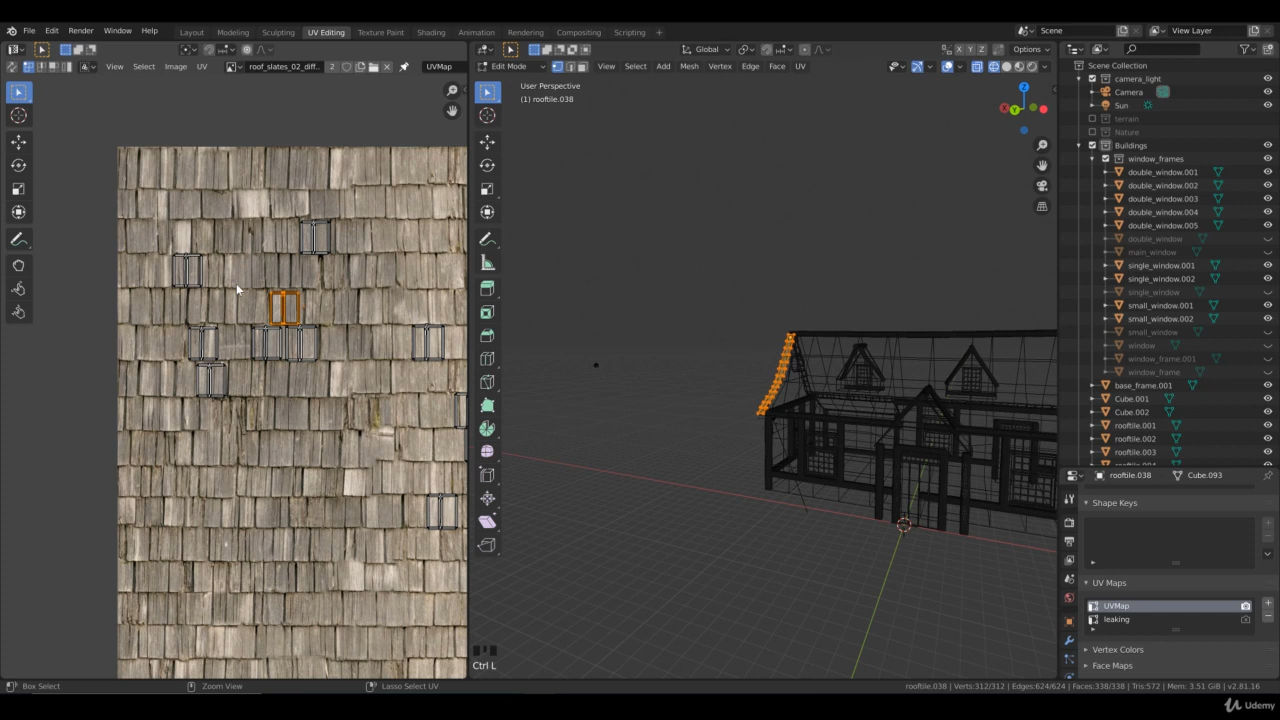 File Edit Render Window Help Layout Modeling Sculpting UV Editing Texture Paint Shading Animation Rendering Compositing Scripting Scene View Layer
Global X Y Z Options
View Select Image UV roof_slates_02_diff... 2 UVMap Edit Mode View Select Add Mesh Vertex Edge Face UV
Scene Collection
camera_light
Camera
Sun
terrain
Nature
Buildings
window_frames
double_window.001
double_window.002
double_window.003
double_window.004
double_window.005
double_window
main_window
single_window.001
single_window.002
single_window
small_window.001
small_window.002
small_window
window
window_frame.001
window_frame
base_frame.001
Cube.001
Cube.002
rooftile.001
rooftile.002
rooftile.003
User Perspective
(1) rooftile.038
Z
X
Y
rooftile.038 Cube.093
Shape Keys
UV Maps
UVMap
leaking
Vertex Colors
Face Maps
Ctrl L
Box Select Zoom View Lasso Select UV rooftile.038 | Verts:312/312 | Edges:624/624 | Faces:338/338 | Tris:572 | Mem: 3.51 GiB | v2.81.16
Udemy